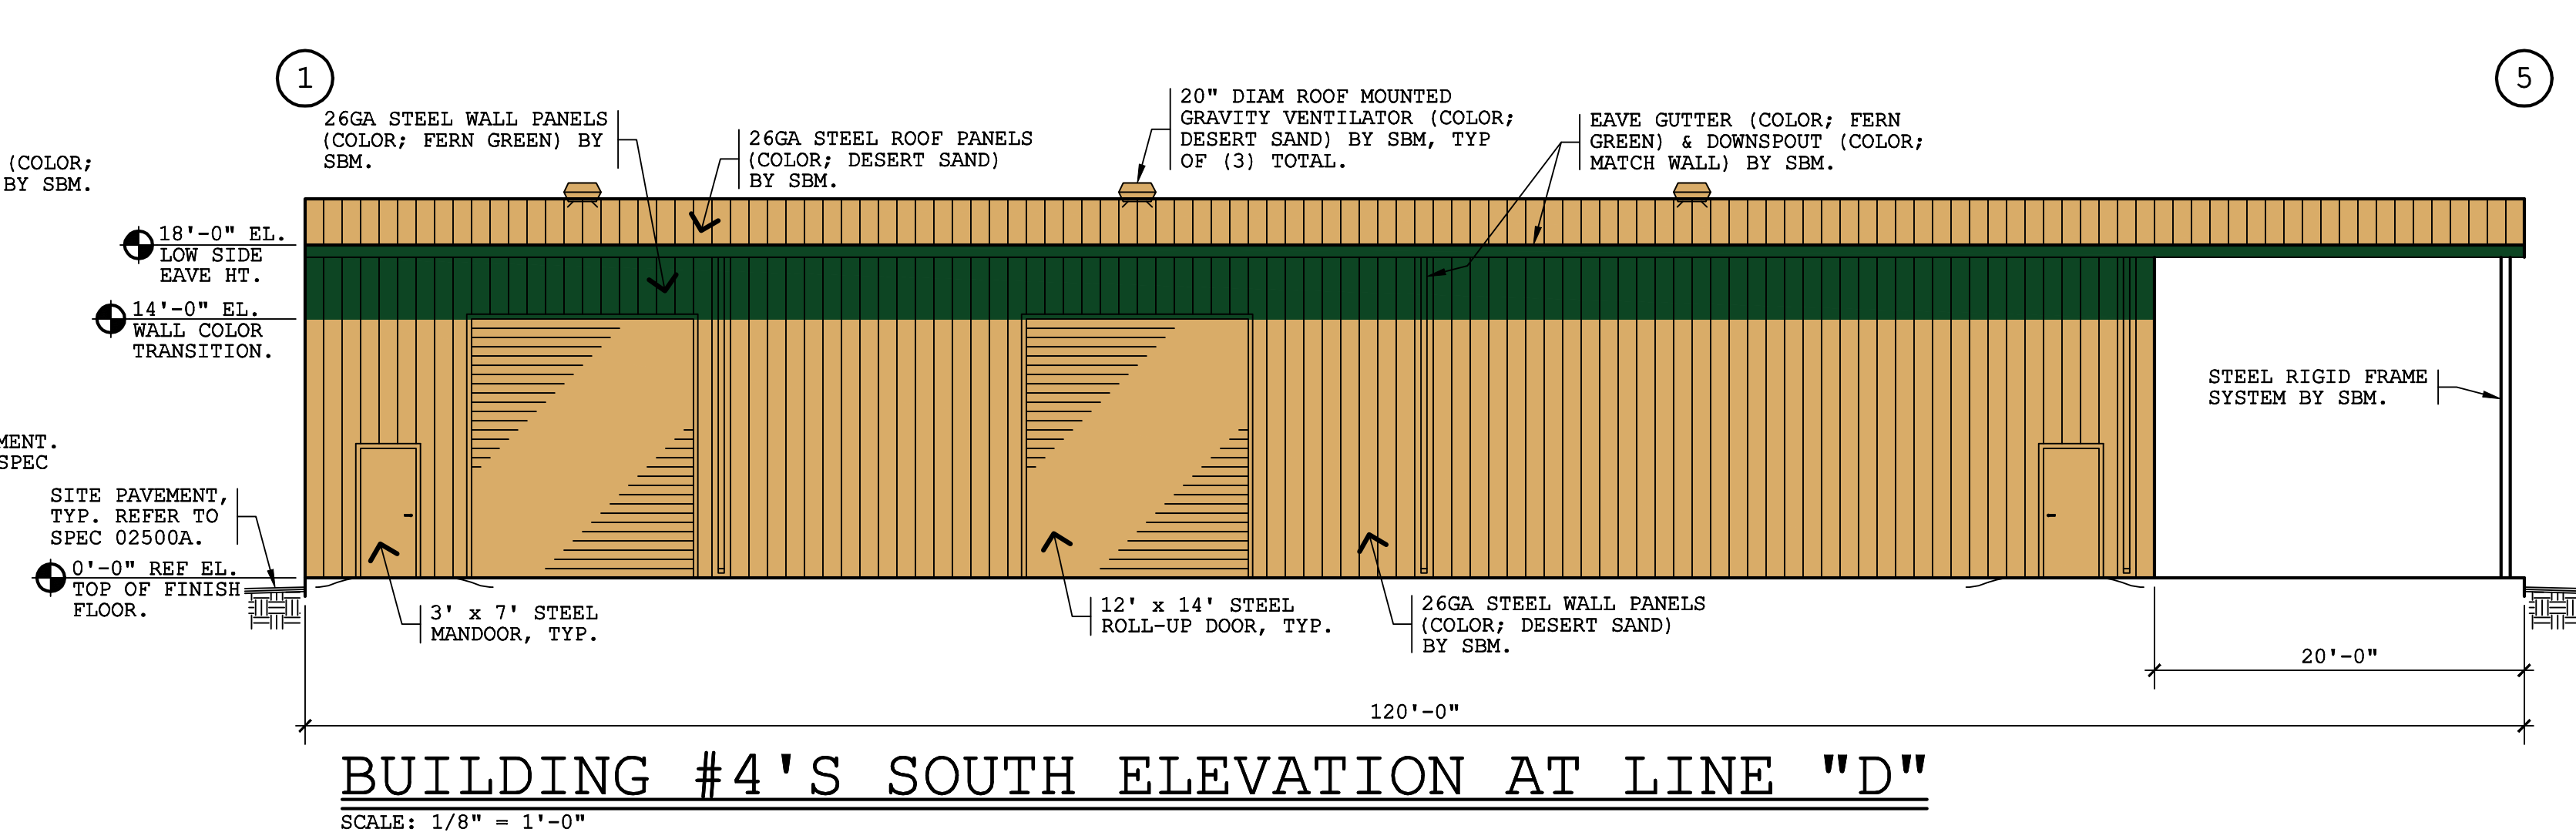 1
5
26GA STEEL WALL PANELS
(COLOR; FERN GREEN) BY
SBM.
26GA STEEL ROOF PANELS
(COLOR; DESERT SAND)
BY SBM.
20" DIAM ROOF MOUNTED
GRAVITY VENTILATOR (COLOR;
DESERT SAND) BY SBM, TYP
OF (3) TOTAL.
EAVE GUTTER (COLOR; FERN
GREEN) & DOWNSPOUT (COLOR;
MATCH WALL) BY SBM.
(COLOR;
BY SBM.
18'-0" EL.
LOW SIDE
EAVE HT.
14'-0" EL.
WALL COLOR
TRANSITION.
STEEL RIGID FRAME
SYSTEM BY SBM.
MENT.
SPEC
SITE PAVEMENT,
TYP. REFER TO
SPEC 02500A.
0'-0" REF EL.
TOP OF FINISH
FLOOR.
3' x 7' STEEL
MANDOOR, TYP.
12' x 14' STEEL
ROLL-UP DOOR, TYP.
26GA STEEL WALL PANELS
(COLOR; DESERT SAND)
BY SBM.
20'-0"
120'-0"
BUILDING #4'S SOUTH ELEVATION AT LINE "D"
SCALE: 1/8" = 1'-0"